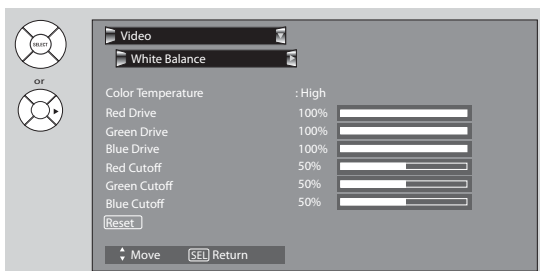 SELECT
or
Video
White Balance
Color Temperature : High
Red Drive 100%
Green Drive 100%
Blue Drive 100%
Red Cutoff 50%
Green Cutoff 50%
Blue Cutoff 50%
Reset
Move SEL Return